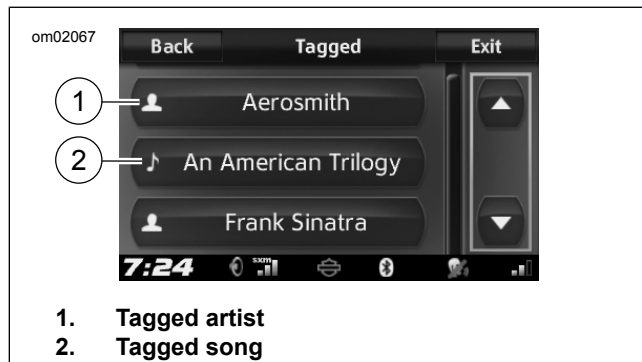 om02067
Back Tagged Exit
1 Aerosmith
2 An American Trilogy
Frank Sinatra
7:24 sxm
1. Tagged artist
2. Tagged song